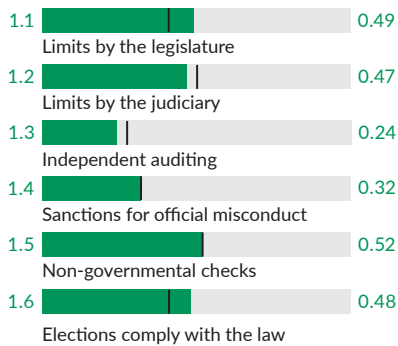 1.1 0.49
Limits by the legislature
1.2 0.47
Limits by the judiciary
1.3 0.24
Independent auditing
1.4 0.32
Sanctions for official misconduct
1.5 0.52
Non-governmental checks
1.6 0.48
Elections comply with the law